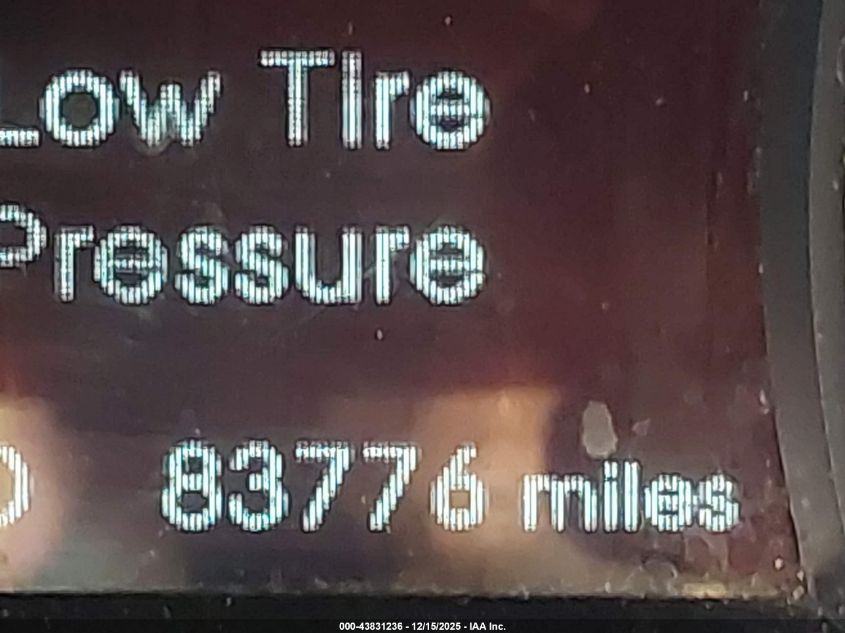 Low Tire
Pressure
83776 miles
000-43831236 - 12/15/2025 - IAA Inc.